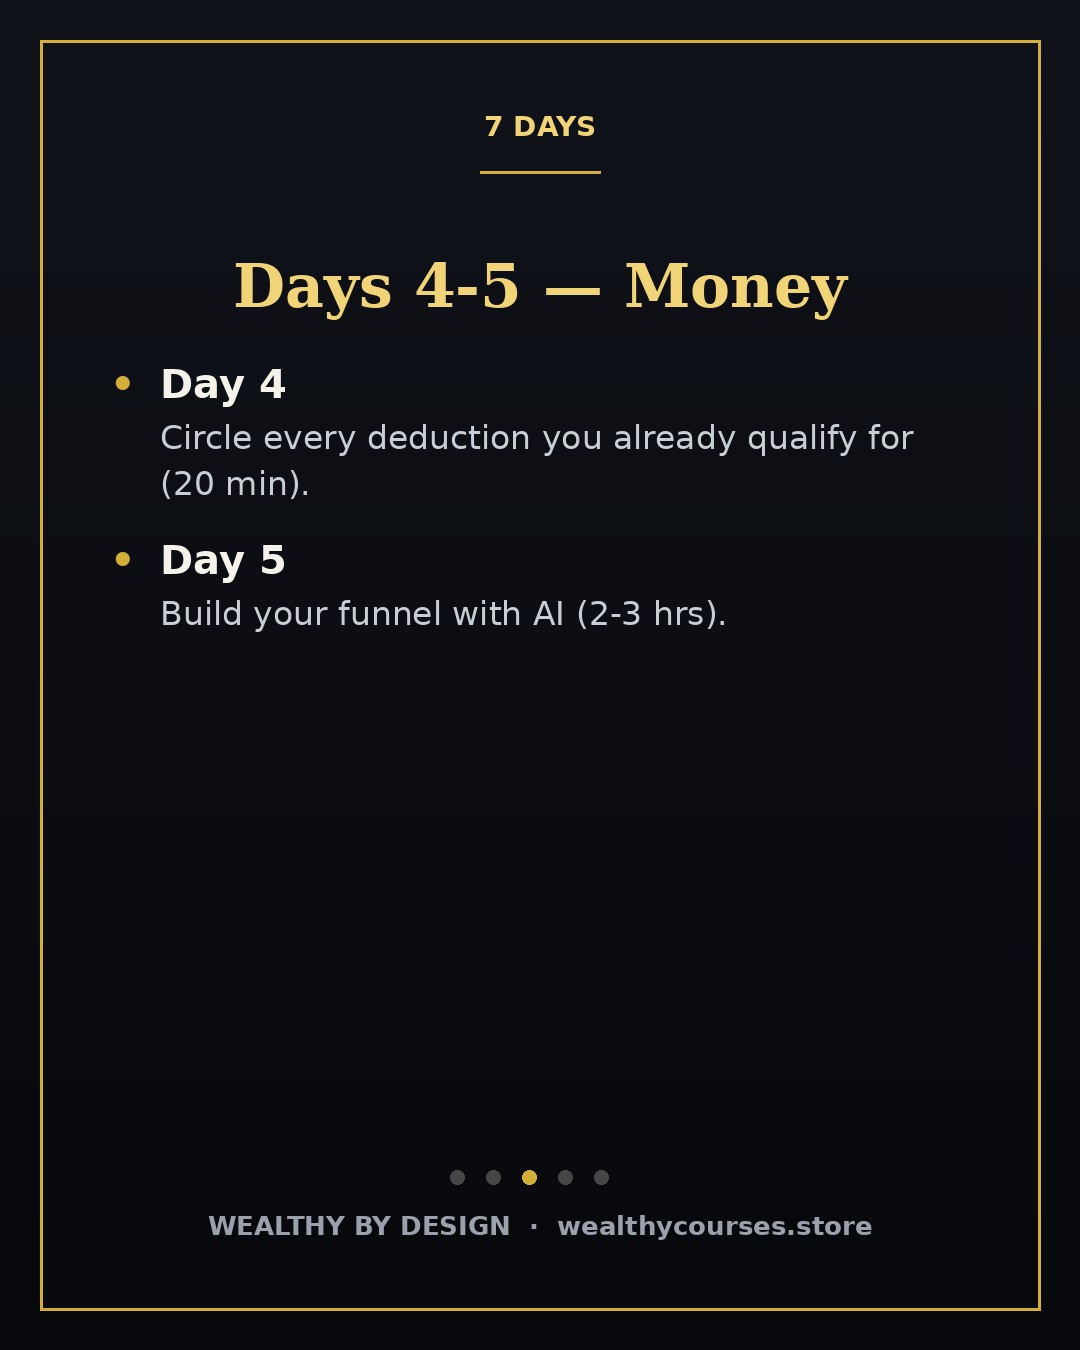 7 DAYS
Days 4-5 — Money
• Day 4
Circle every deduction you already qualify for
(20 min).
• Day 5
Build your funnel with AI (2-3 hrs).
WEALTHY BY DESIGN · wealthycourses.store